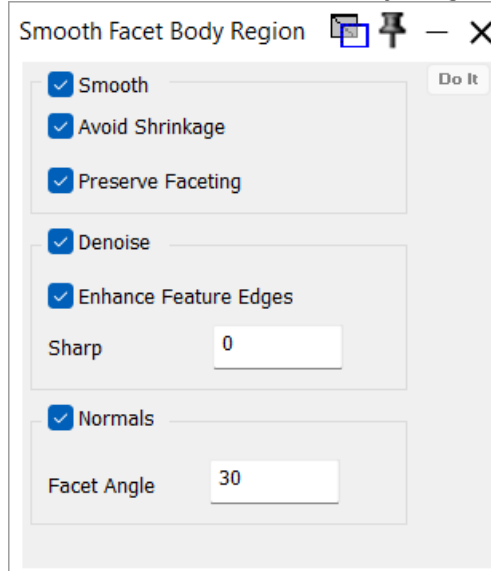 Smooth Facet Body Region
Do It
Smooth
Avoid Shrinkage
Preserve Faceting
Denoise
Enhance Feature Edges
Sharp 0
Normals
Facet Angle 30